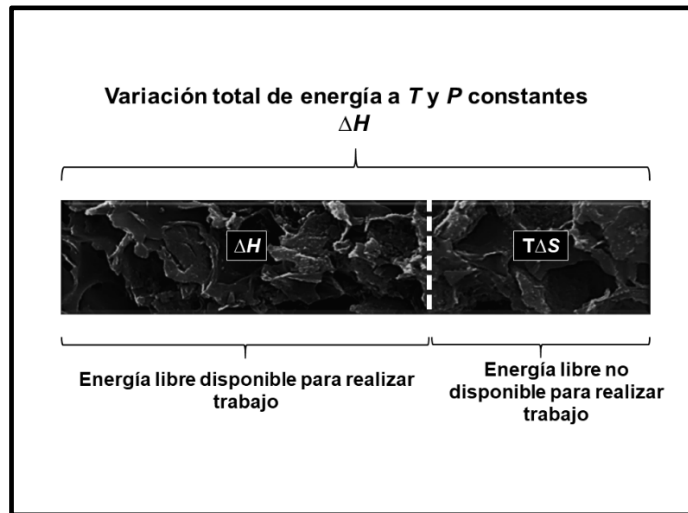 Variación total de energía a T y P constantes
ΔH
ΔH
TΔS
Energía libre disponible para realizar
trabajo
Energía libre no
disponible para realizar
trabajo